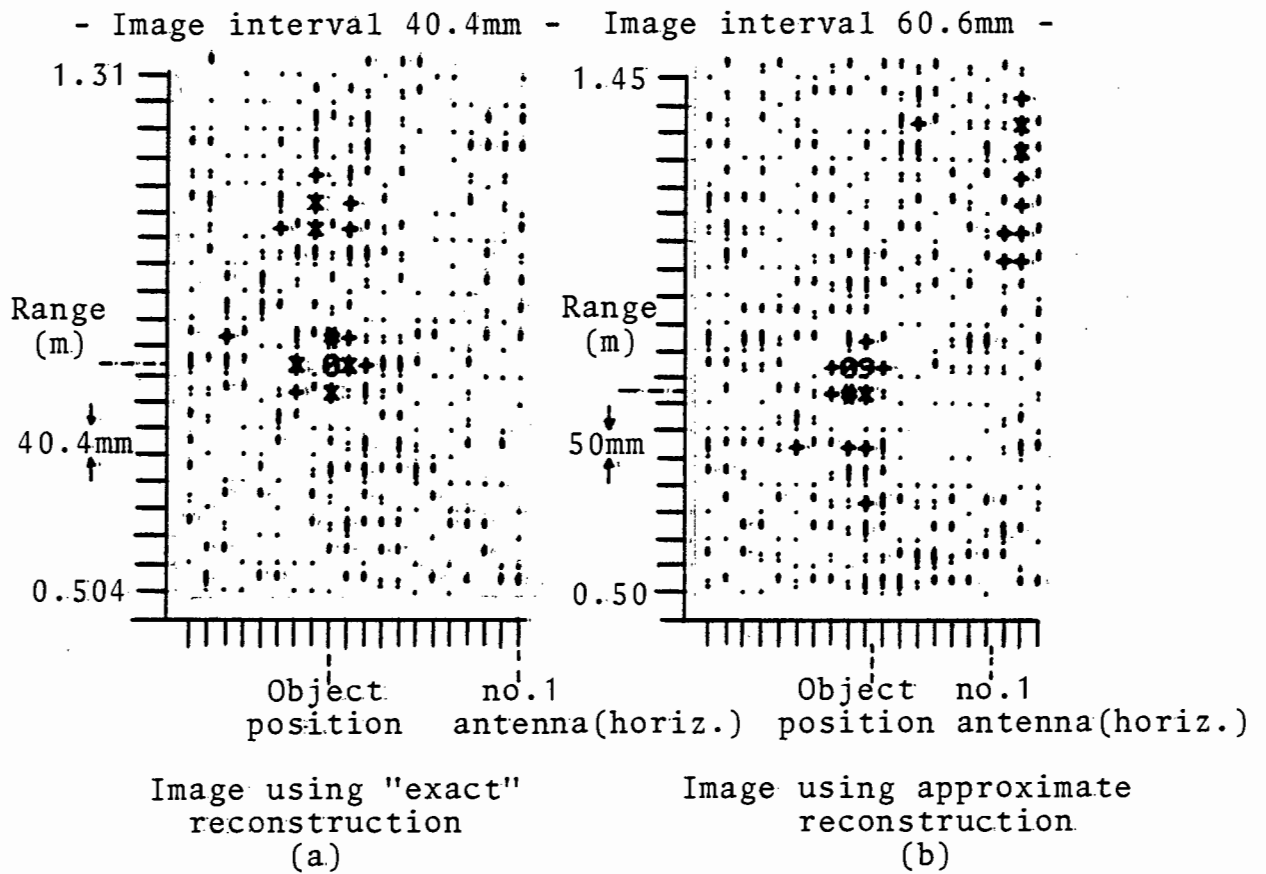 - Image interval 40.4mm -
1.31
Range
(m)
40.4mm
0.504
Object
position
no.1
antenna(horiz.)
Image using "exact"
reconstruction
(a)
Image interval 60.6mm -
1.45
Range
(m)
50mm
0.50
Object
position
no.1
antenna(horiz.)
Image using approximate
reconstruction
(b)